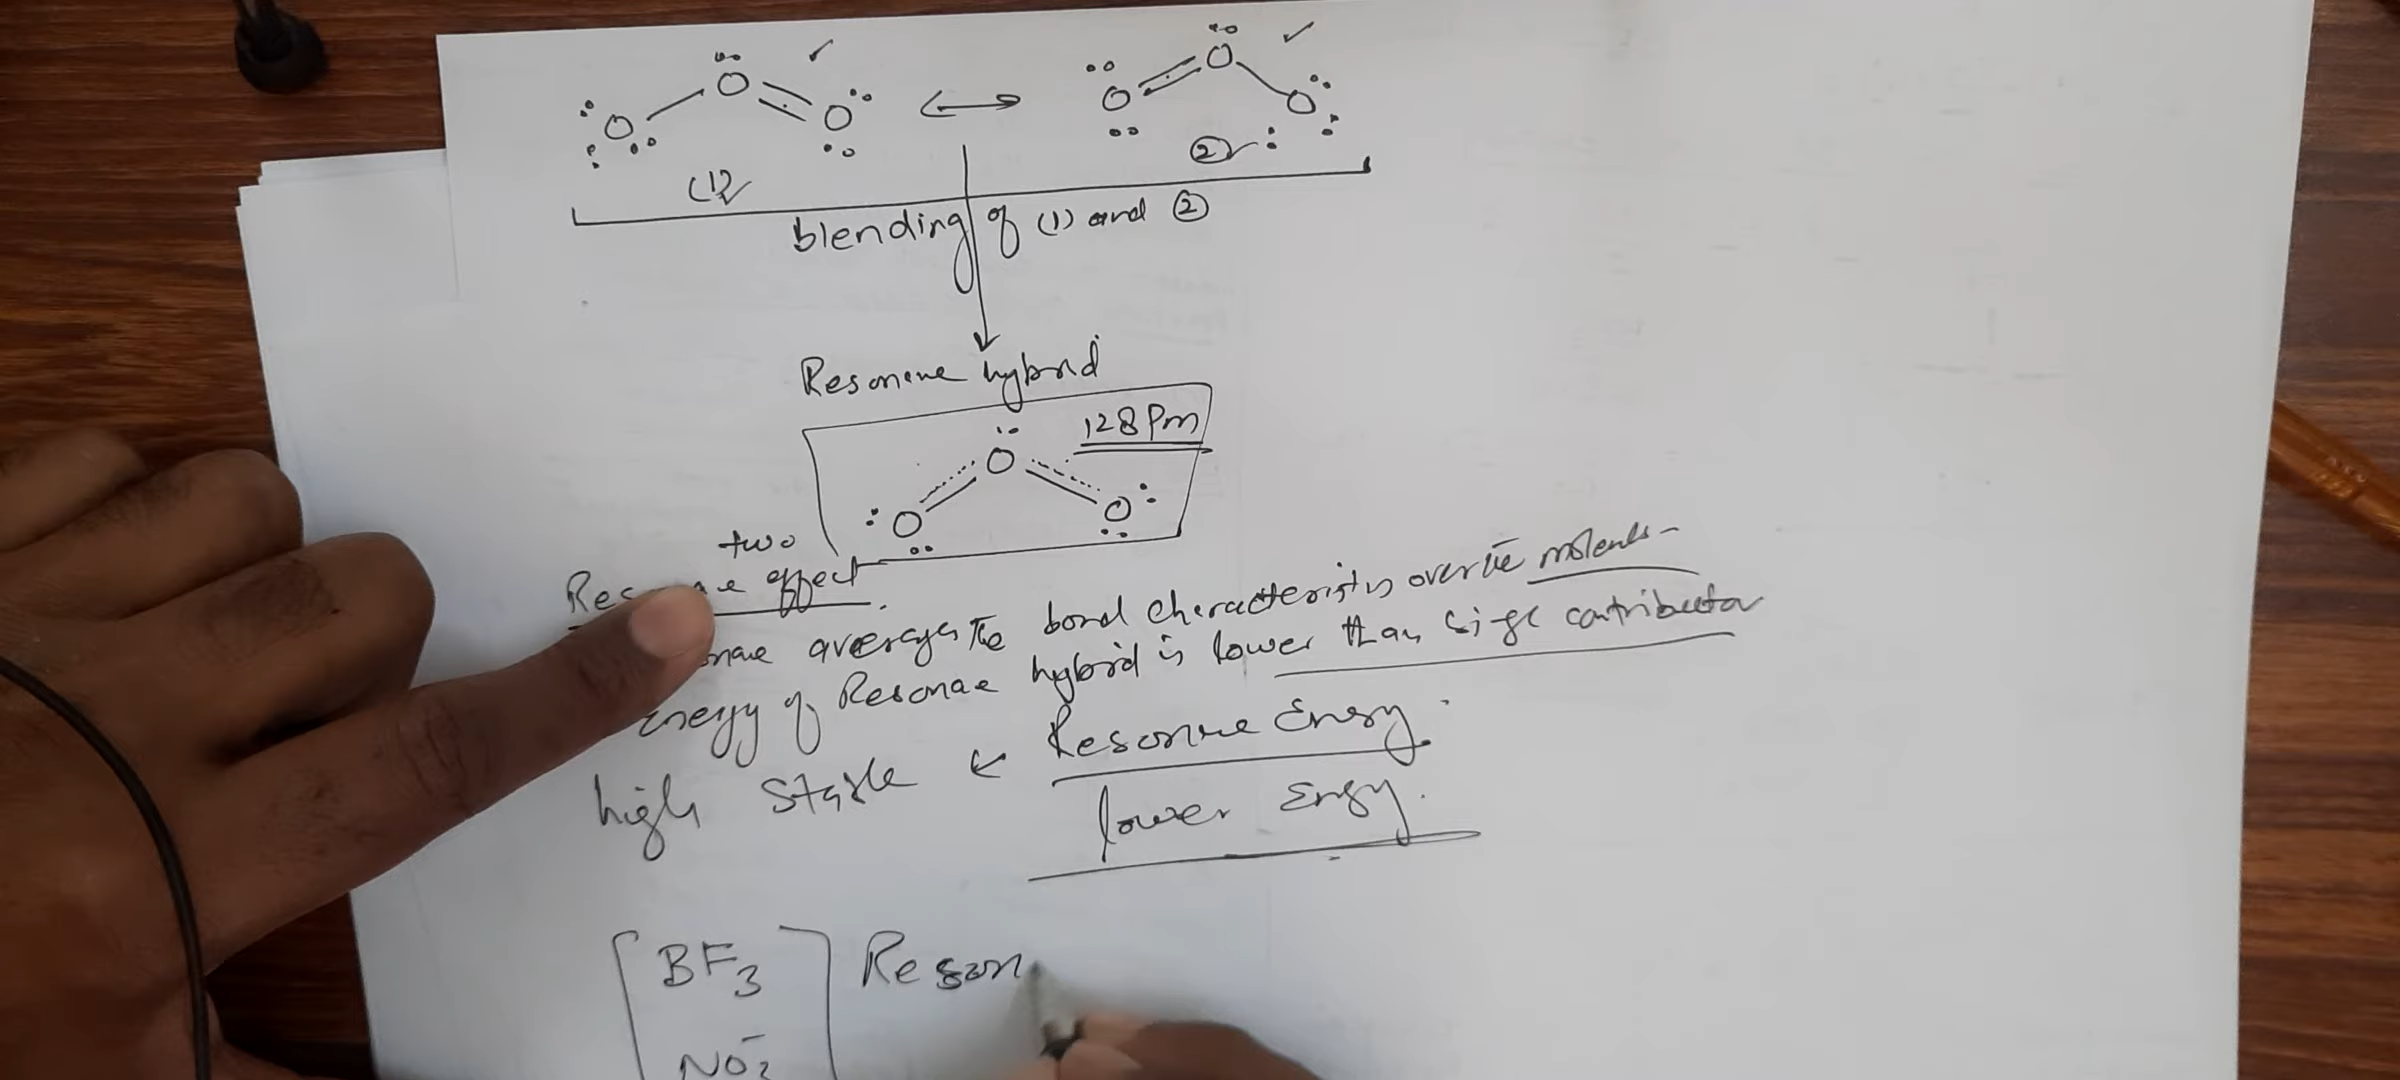 O O O ⟷ O O O
(1) ②
blending of (1) and ②
Resonance hybrid
128 Pm
O O O
two
effect
averages the bond characteristics over the
Energy of Resonance hybrid is lower than single contributor
high stable ← Resonance Energy.
lower Energy.
BF3 Reson
NO2-